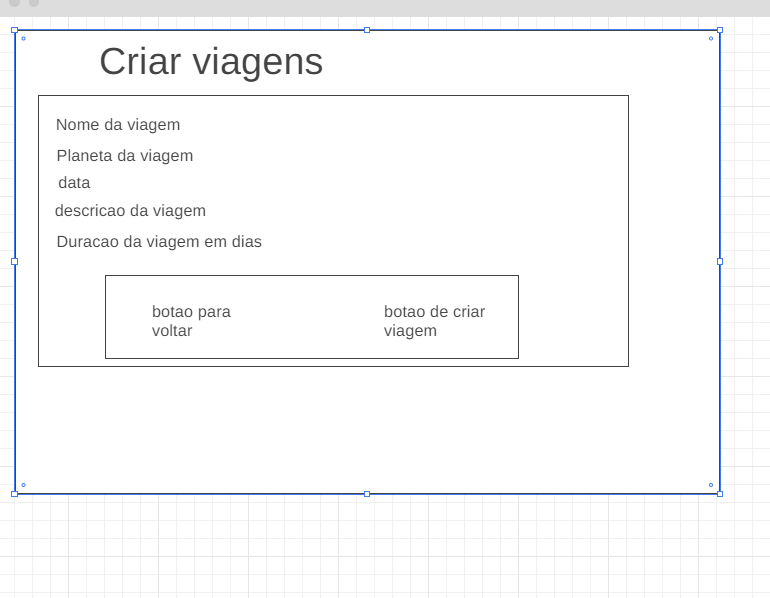 Criar viagens
Nome da viagem
Planeta da viagem
data
descricao da viagem
Duracao da viagem em dias
botao para
voltar
botao de criar
viagem